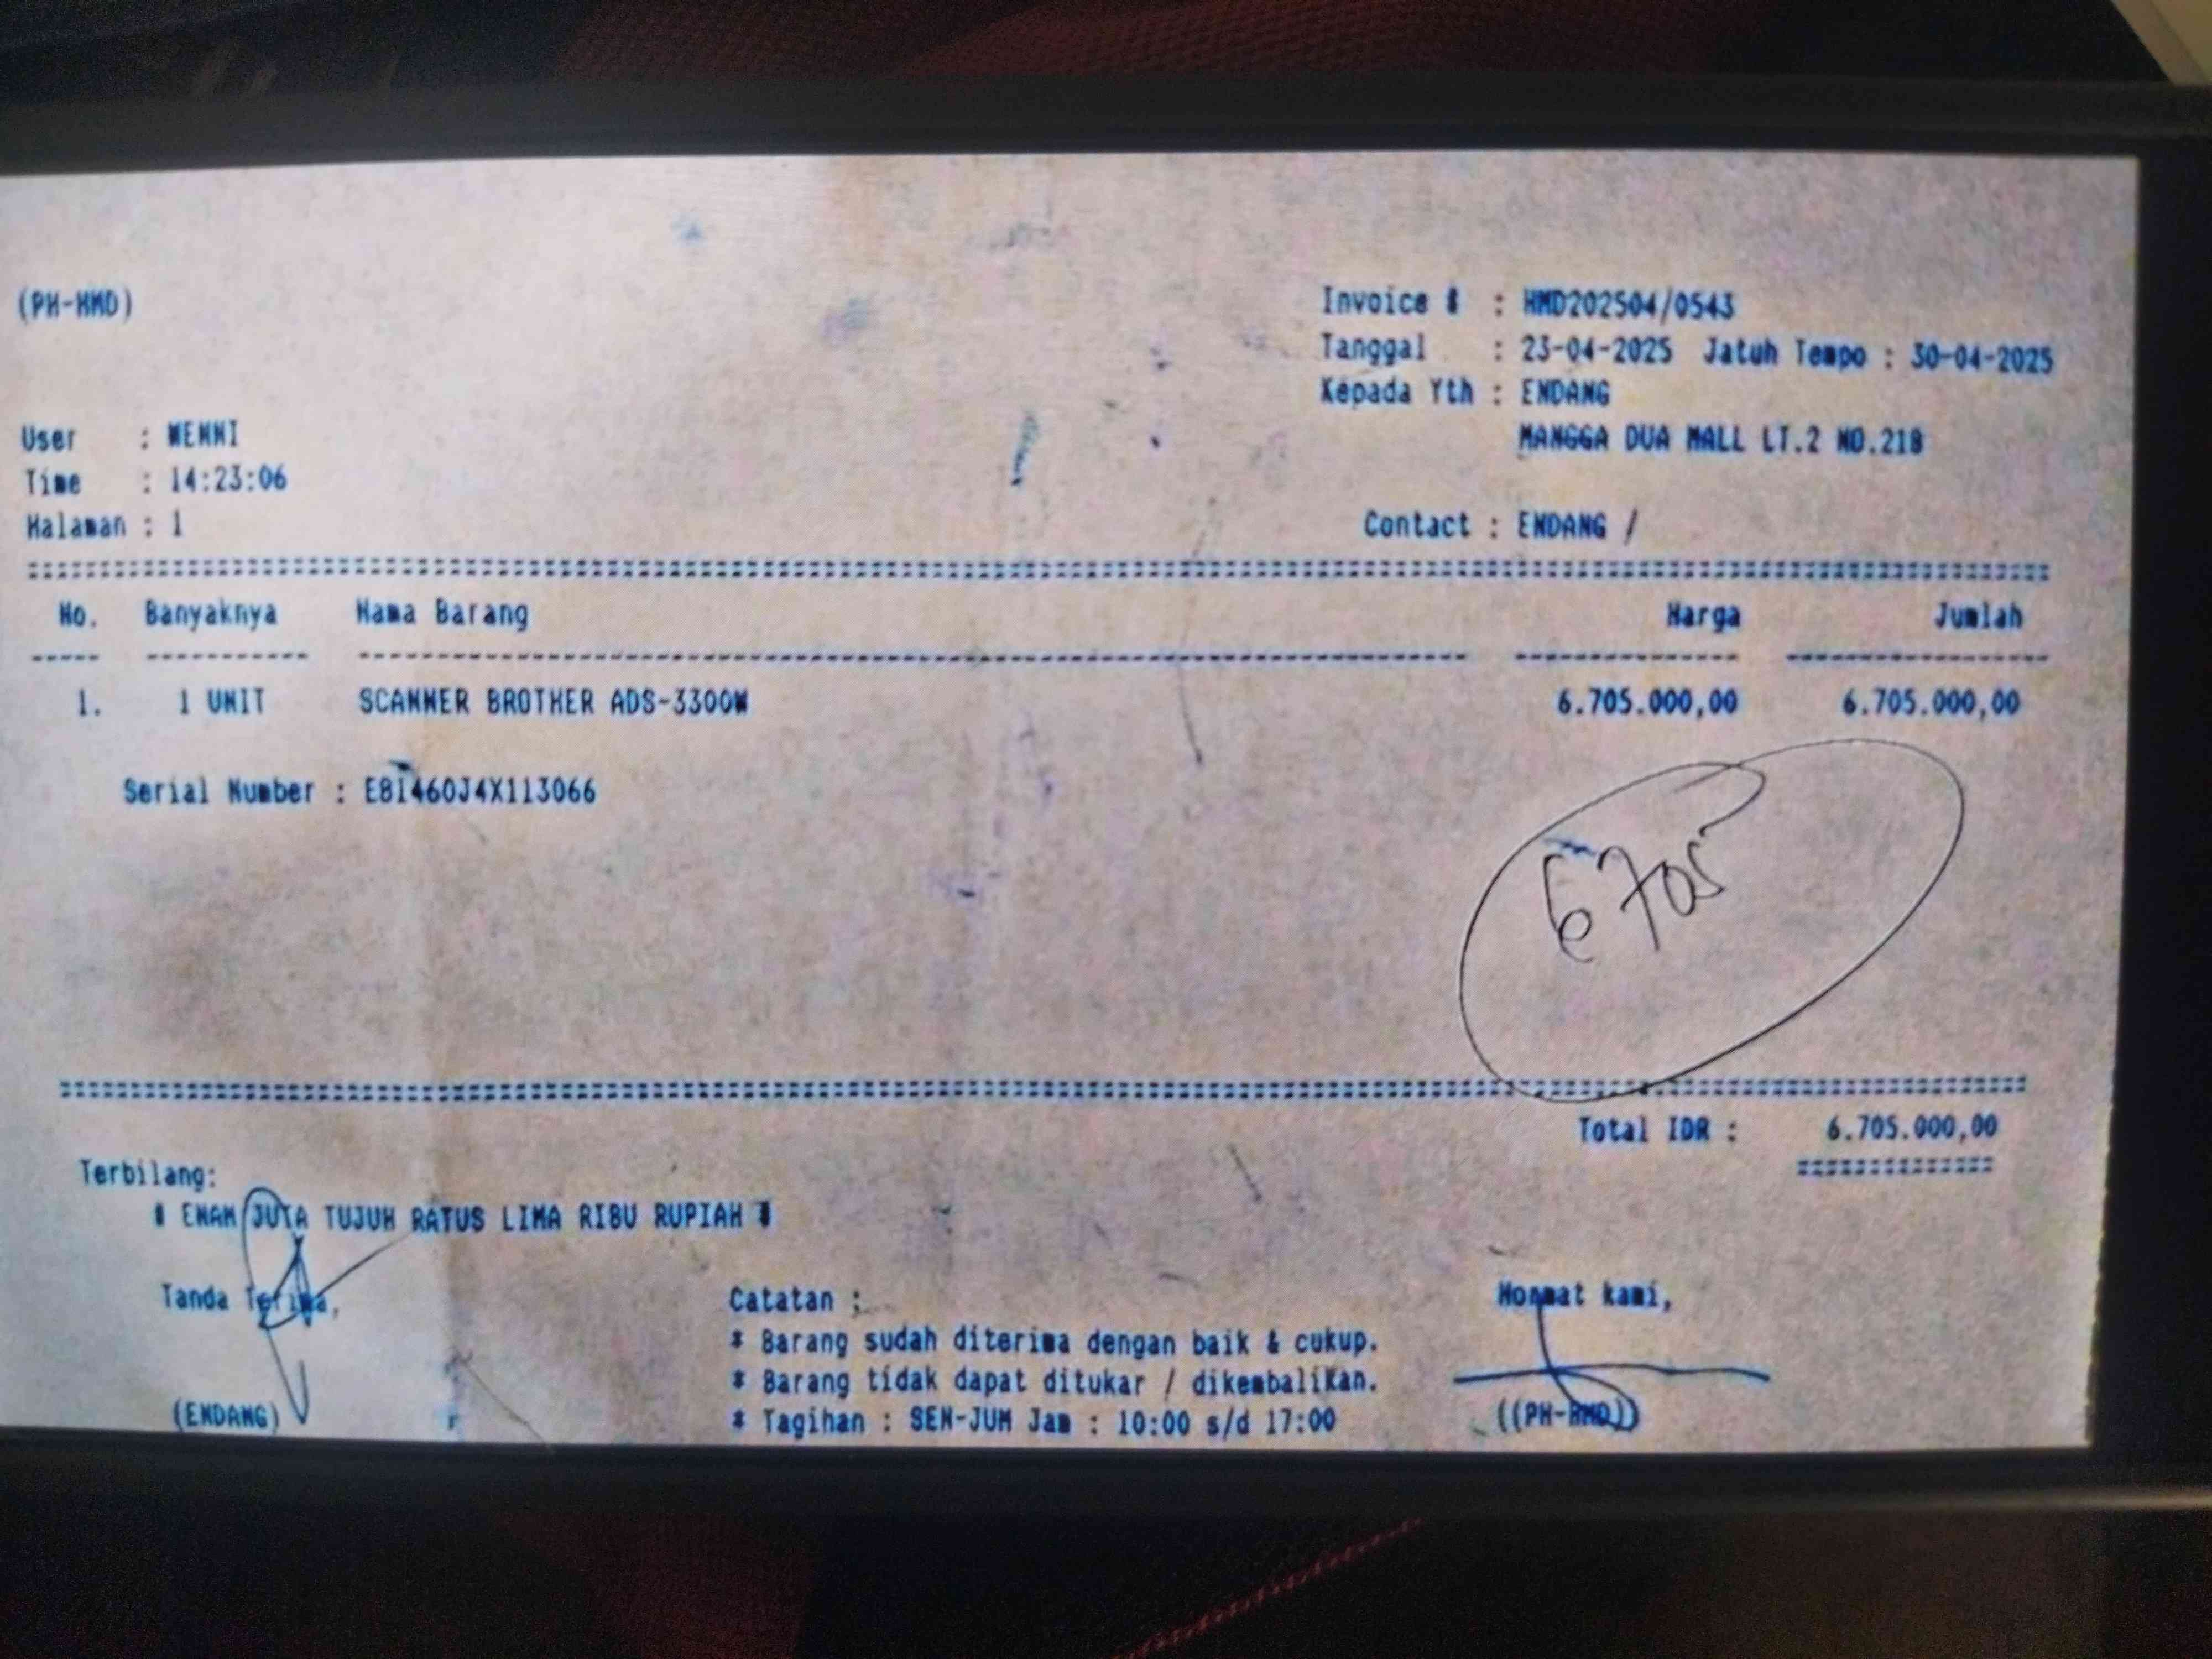 (PH-HMD)
Invoice # : HMD202504/0543
Tanggal : 23-04-2025 Jatuh Tempo : 30-04-2025
Kepada Yth : ENDANG
MANGGA DUA MALL LT.2 NO.218
User : WENNI
Time : 14:23:06
Halaman : 1
Contact : ENDANG /
No. Banyaknya Nama Barang Harga Jumlah
1. 1 UNIT SCANNER BROTHER ADS-3300W 6.705.000,00 6.705.000,00
Serial Number : E8I460J4X113066
6705
Total IDR : 6.705.000,00
Terbilang:
# ENAM JUTA TUJUH RATUS LIMA RIBU RUPIAH #
Tanda Terima,
(ENDANG)
Catatan :
* Barang sudah diterima dengan baik & cukup.
* Barang tidak dapat ditukar / dikembalikan.
* Tagihan : SEN-JUM Jam : 10:00 s/d 17:00
Hormat kami,
((PH-HMD))